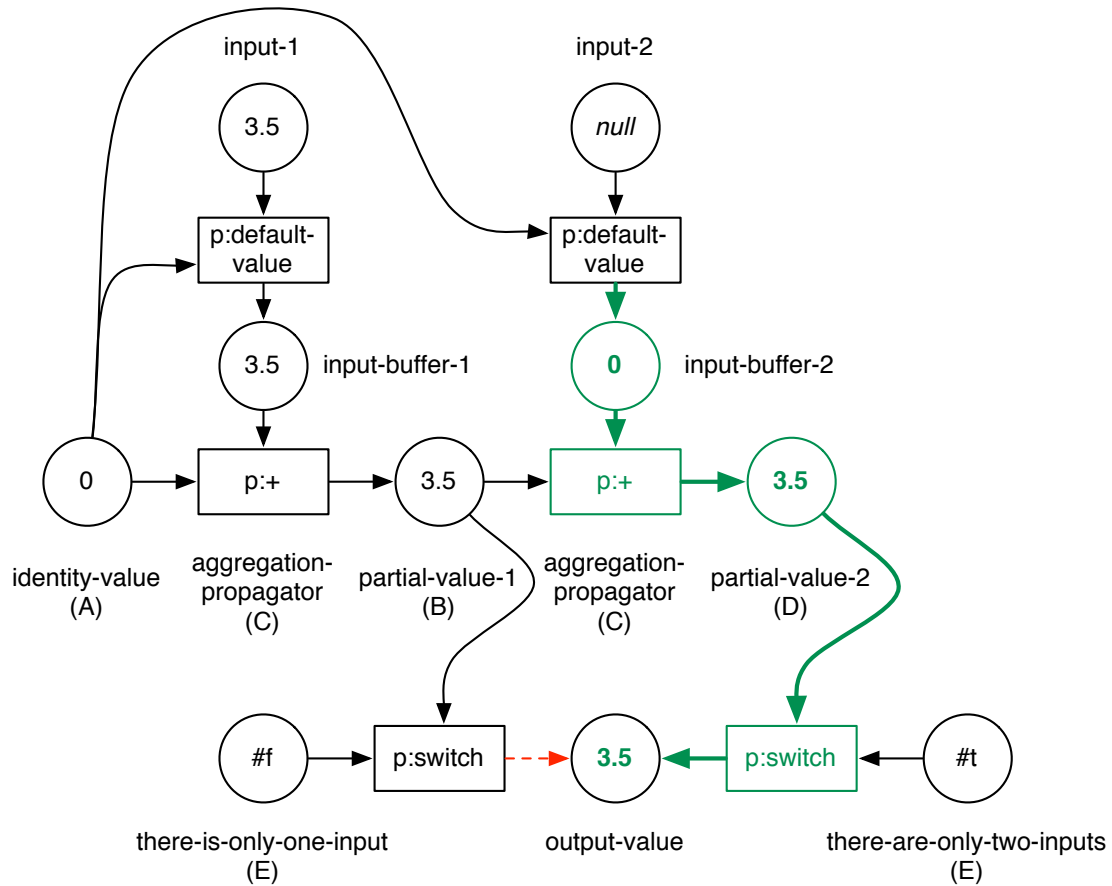 input-1
input-2
3.5
null
p:default-
value
p:default-
value
3.5
input-buffer-1
0
input-buffer-2
0
p:+
3.5
p:+
3.5
identity-value
(A)
aggregation-
propagator
(C)
partial-value-1
(B)
aggregation-
propagator
(C)
partial-value-2
(D)
#f
p:switch
3.5
p:switch
#t
there-is-only-one-input
(E)
output-value
there-are-only-two-inputs
(E)